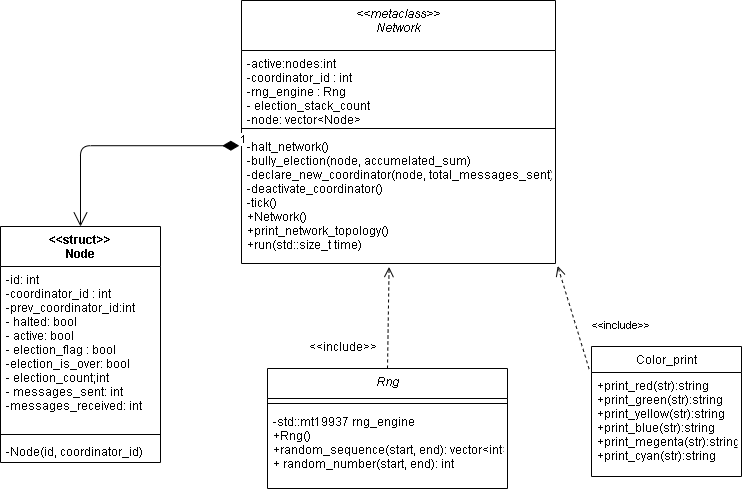 <<metaclass>>
Network
-active:nodes:int
-coordinator_id : int
-rng_engine : Rng
- election_stack_count
-node: vector<Node>
1
-halt_network()
-bully_election(node, accumelated_sum)
-declare_new_coordinator(node, total_messages_sent)
-deactivate_coordinator()
-tick()
+Network()
+print_network_topology()
+run(std::size_t time)
<<struct>>
Node
-id: int
-coordinator_id : int
-prev_coordinator_id:int
- halted: bool
- active: bool
- election_flag : bool
-election_is_over: bool
- election_count;int
- messages_sent: int
-messages_received: int
-Node(id, coordinator_id)
<<include>>
<<include>>
Rng
-std::mt19937 rng_engine
+Rng()
+random_sequence(start, end): vector<int
+ random_number(start, end): int
Color_print
+print_red(str):string
+print_green(str):string
+print_yellow(str):string
+print_blue(str):string
+print_megenta(str):string
+print_cyan(str):string